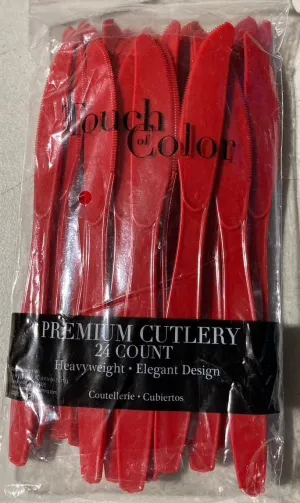 Touch
of
Color
PREMIUM CUTLERY
24 COUNT
Heavyweight • Elegant Design
Coutellerie • Cubiertos